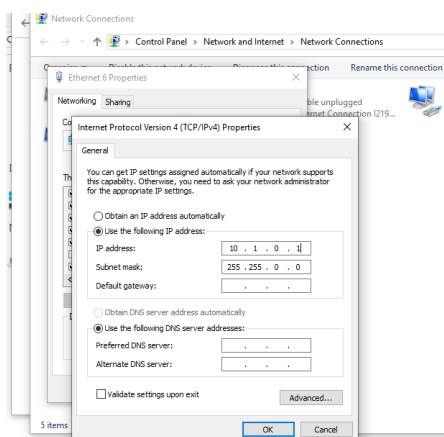 Network Connections
Control Panel > Network and Internet > Network Connections
Rename this connection
Ethernet 6 Properties
ble unplugged
Networking Sharing
ernet Connection I219...
Internet Protocol Version 4 (TCP/IPv4) Properties
General
You can get IP settings assigned automatically if your network supports
this capability. Otherwise, you need to ask your network administrator
for the appropriate IP settings.
Obtain an IP address automatically
Use the following IP address:
IP address: 10 . 1 . 0 . 1
Subnet mask: 255 . 255 . 0 . 0
Default gateway: . . .
Obtain DNS server address automatically
Use the following DNS server addresses:
Preferred DNS server: . . .
Alternate DNS server: . . .
Validate settings upon exit
Advanced...
5 items
OK Cancel